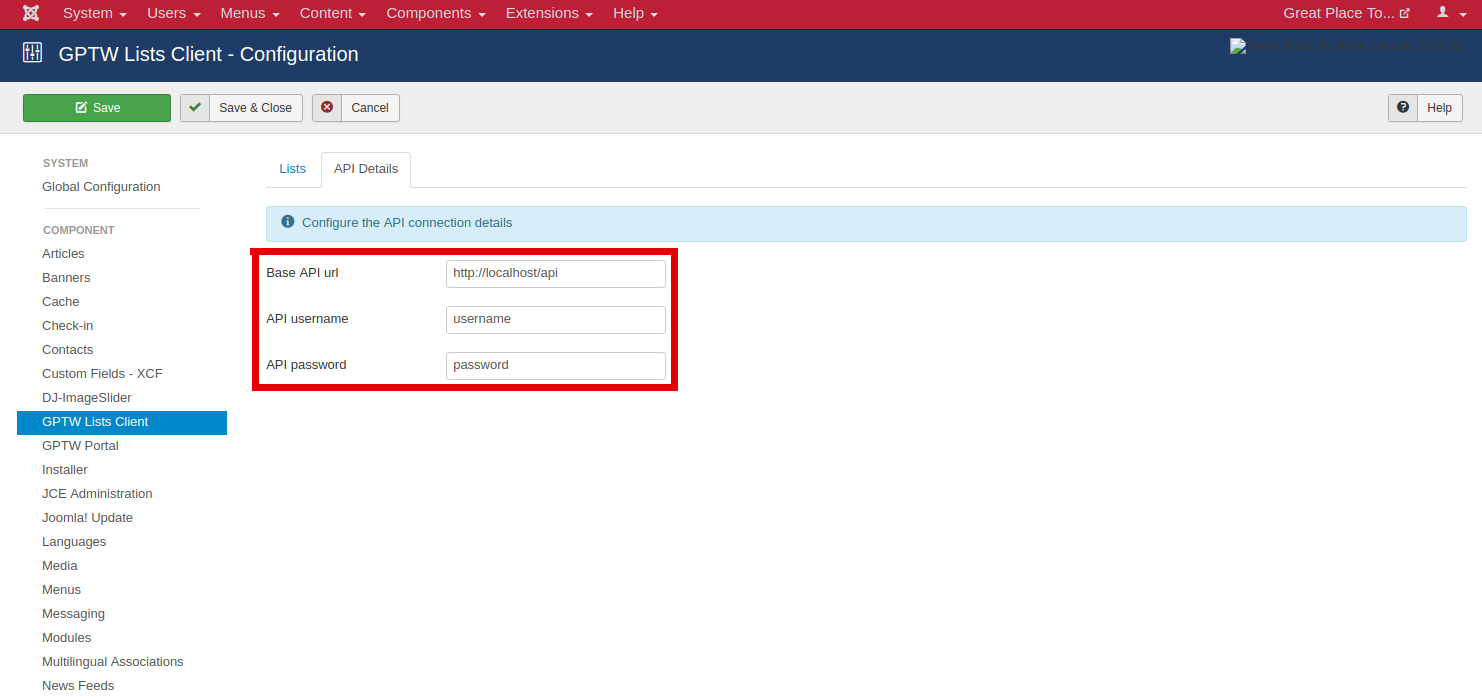 System Users Menus Content Components Extensions Help Great Place To...
GPTW Lists Client - Configuration
Save Save & Close Cancel Help
SYSTEM
Global Configuration
COMPONENT
Articles
Banners
Cache
Check-in
Contacts
Custom Fields - XCF
DJ-ImageSlider
GPTW Lists Client
GPTW Portal
Installer
JCE Administration
Joomla! Update
Languages
Media
Menus
Messaging
Modules
Multilingual Associations
News Feeds
Lists API Details
Configure the API connection details
Base API url http://localhost/api
API username username
API password password